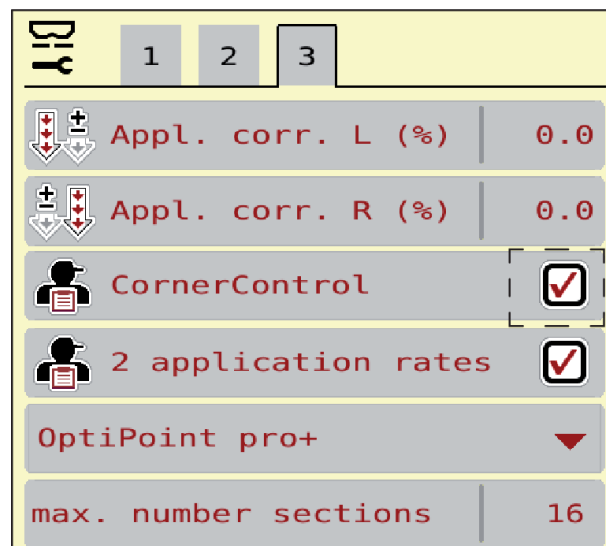 1 2 3
Appl. corr. L (%) 0.0
Appl. corr. R (%) 0.0
CornerControl
2 application rates
OptiPoint pro+
max. number sections 16